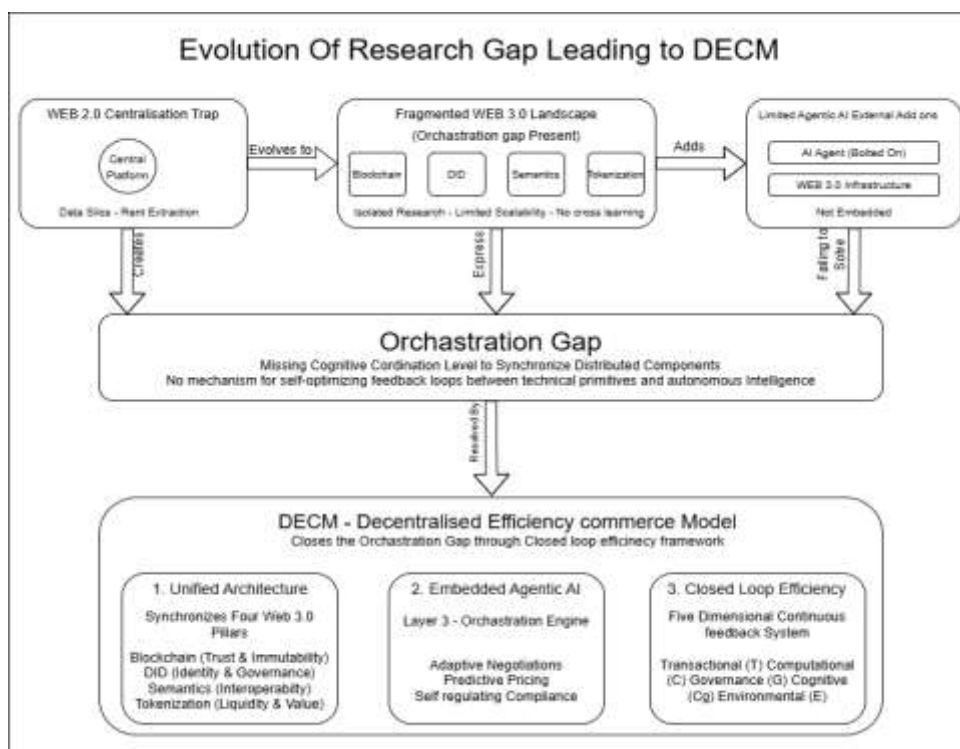 Evolution Of Research Gap Leading to DECM
WEB 2.0 Centralisation Trap
Central
Platform
Data Silos - Rent Extraction
Evolves to
Fragmented WEB 3.0 Landscape
(Orchestration gap Present)
Blockchain
DID
Semantics
Tokenization
Isolated Research - Limited Scalability - No cross learning
Adds
Limited Agentic AI External Add ons
AI Agent (Bolted On)
WEB 3.0 Infrastructure
Not Embedded
Creates
Express
Failing to
Solve
Orchastration Gap
Missing Cognitive Cordination Level to Synchronize Distributed Components
No mechanism for self-optimizing feedback loops between technical primitives and autonomous Intelligence
Resolved By
DECM - Decentralised Efficiency commerce Model
Closes the Orchastration Gap through Closed loop efficinecy framework
1. Unified Architecture
Synchronizes Four Web 3.0
Pillars
Blockchain (Trust & Immutability)
DID (Identity & Governance)
Semantics (Interoperabity)
Tokenization (Liquidity & Value)
2. Embedded Agentic AI
Layer 3 - Orchastration Engine
Adaptive Negotiations
Predictive Pricing
Self regulating Compliance
3. Closed Loop Efficiency
Five Dimensional Continuous
feedback System
Transactional (T) Computational
(C) Governance (G) Cognitive
(Cg) Environmental (E)